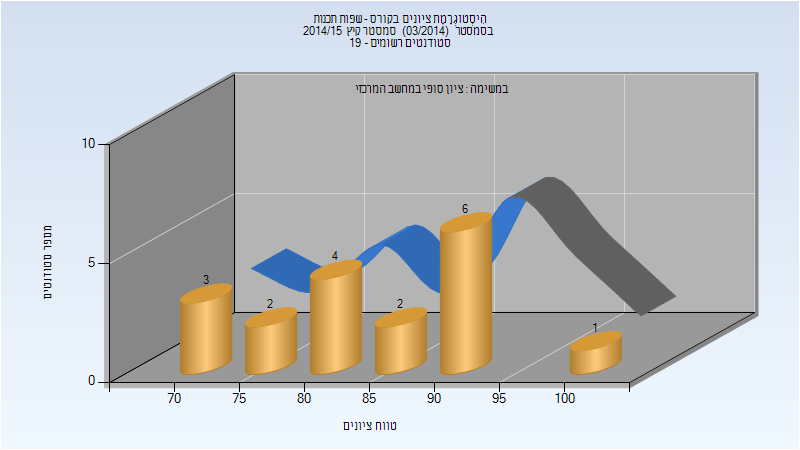 היסטוגרמת ציונים בקורס - שפות תכנות
בסמסטר (03/2014) סמסטר קיץ 2014/15
סטודנטים רשומים - 19
במשימה : ציון סופי במחשב המרכזי
מספר סטודנטים
10
5
0
3
2
4
2
6
1
70
75
80
85
90
95
100
טווח ציונים